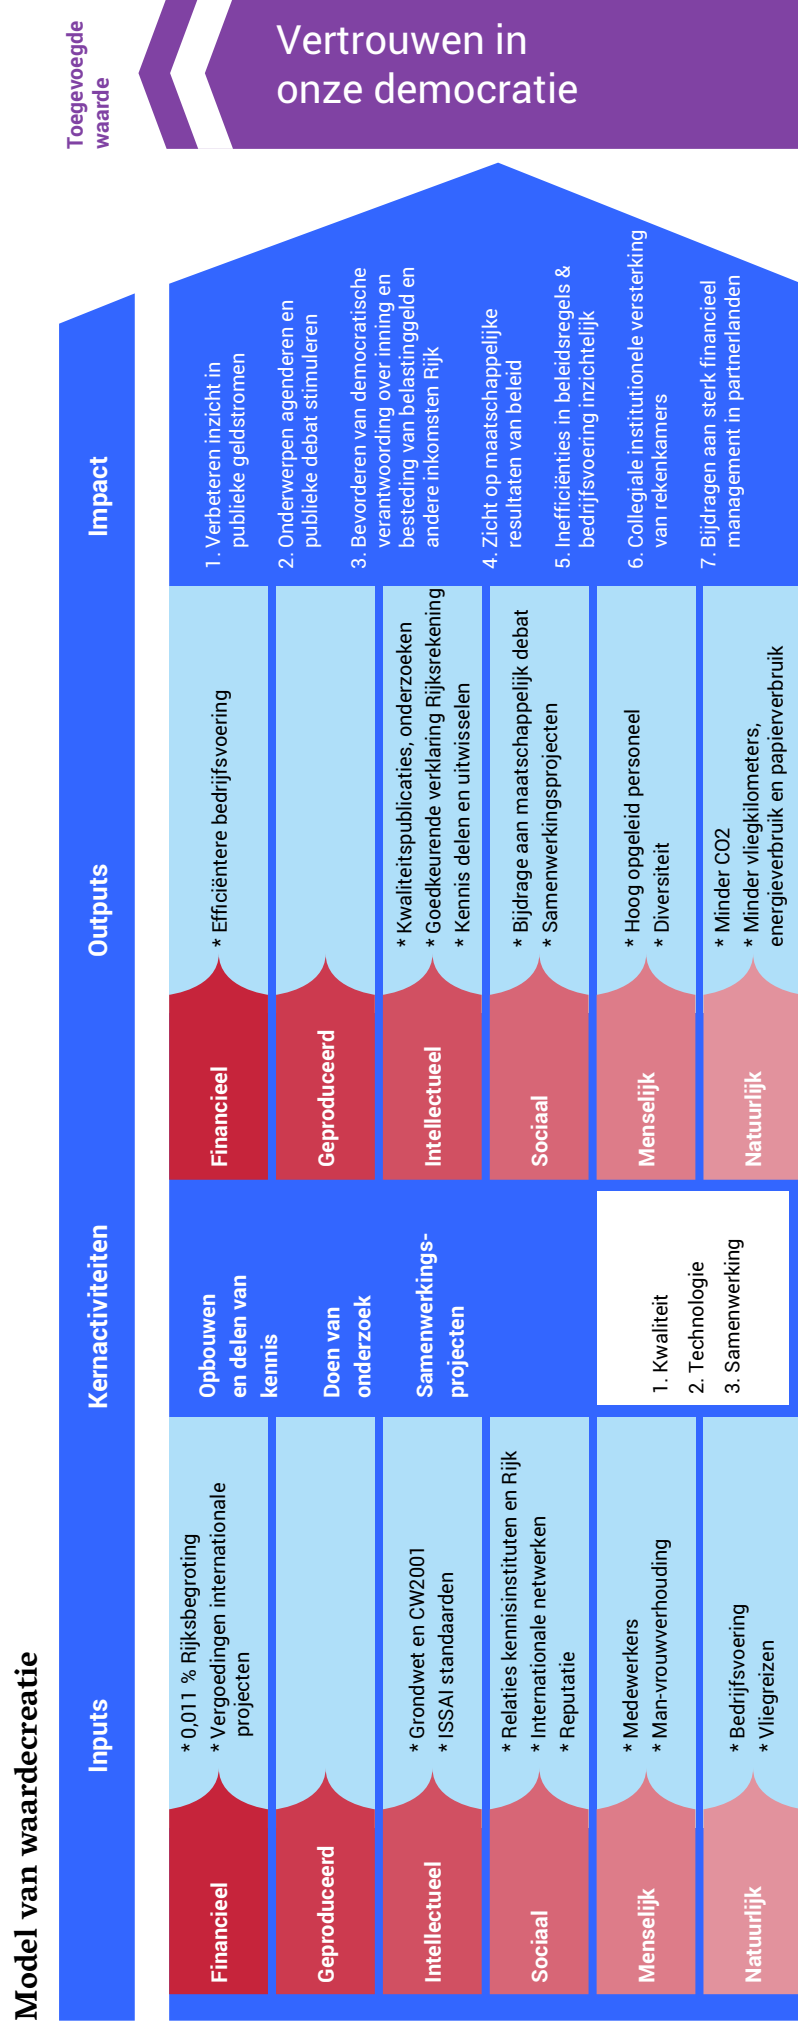 Model van waardecreatie
Inputs
Kernactiviteiten
Outputs
Impact
Toegevoegde
waarde
Financieel
* 0,011 % Rijksbegroting
* Vergoedingen internationale
projecten
Geproduceerd
Intellectueel
* Grondwet en CW2001
* ISSAI standaarden
Sociaal
* Relaties kennisinstituten en Rijk
* Internationale netwerken
* Reputatie
Menselijk
* Medewerkers
* Man-vrouwverhouding
Natuurlijk
* Bedrijfsvoering
* Vliegreizen
Opbouwen
en delen van
kennis
Doen van
onderzoek
Samenwerkings-
projecten
1. Kwaliteit
2. Technologie
3. Samenwerking
Financieel
* Efficiëntere bedrijfsvoering
Geproduceerd
Intellectueel
* Kwaliteitspublicaties, onderzoeken
* Goedkeurende verklaring Rijksrekening
* Kennis delen en uitwisselen
Sociaal
* Bijdrage aan maatschappelijk debat
* Samenwerkingsprojecten
Menselijk
* Hoog opgeleid personeel
* Diversiteit
Natuurlijk
* Minder CO2
* Minder vliegkilometers,
energieverbruik en papierverbruik
1. Verbeteren inzicht in
publieke geldstromen
2. Onderwerpen agenderen en
publieke debat stimuleren
3. Bevorderen van democratische
verantwoording over inning en
besteding van belastinggeld en
andere inkomsten Rijk
4. Zicht op maatschappelijke
resultaten van beleid
5. Inefficiënties in beleidsregels &
bedrijfsvoering inzichtelijk
6. Collegiale institutionele versterking
van rekenkamers
7. Bijdragen aan sterk financieel
management in partnerlanden
Vertrouwen in
onze democratie